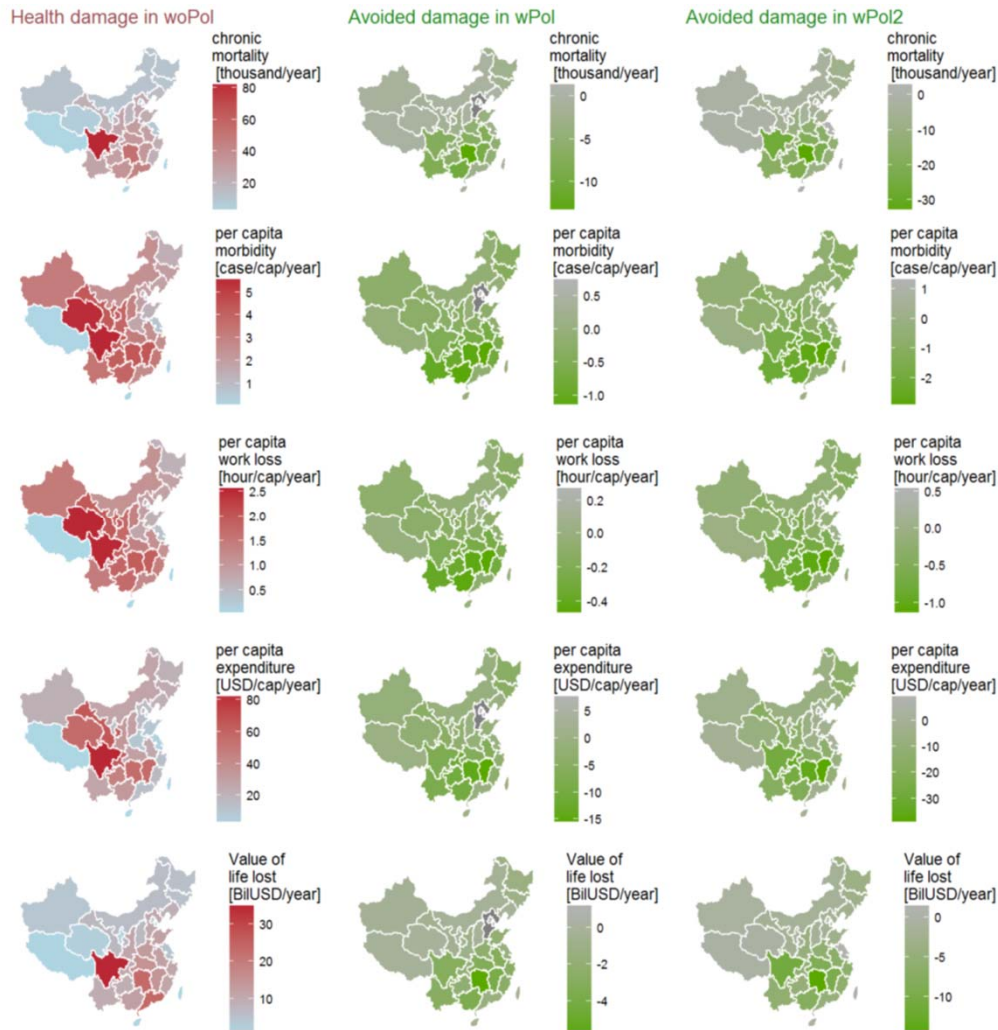 Health damage in woPol
Avoided damage in wPol
Avoided damage in wPol2
chronic
mortality
[thousand/year]
80
60
40
20
chronic
mortality
[thousand/year]
0
-5
-10
chronic
mortality
[thousand/year]
0
-10
-20
-30
per capita
morbidity
[case/cap/year]
5
4
3
2
1
per capita
morbidity
[case/cap/year]
0.5
0.0
-0.5
-1.0
per capita
morbidity
[case/cap/year]
1
0
-1
-2
per capita
work loss
[hour/cap/year]
2.5
2.0
1.5
1.0
0.5
per capita
work loss
[hour/cap/year]
0.2
0.0
-0.2
-0.4
per capita
work loss
[hour/cap/year]
0.5
0.0
-0.5
-1.0
per capita
expenditure
[USD/cap/year]
80
60
40
20
per capita
expenditure
[USD/cap/year]
5
0
-5
-10
-15
per capita
expenditure
[USD/cap/year]
0
-10
-20
-30
Value of
life lost
[BilUSD/year]
30
20
10
Value of
life lost
[BilUSD/year]
0
-2
-4
Value of
life lost
[BilUSD/year]
0
-5
-10